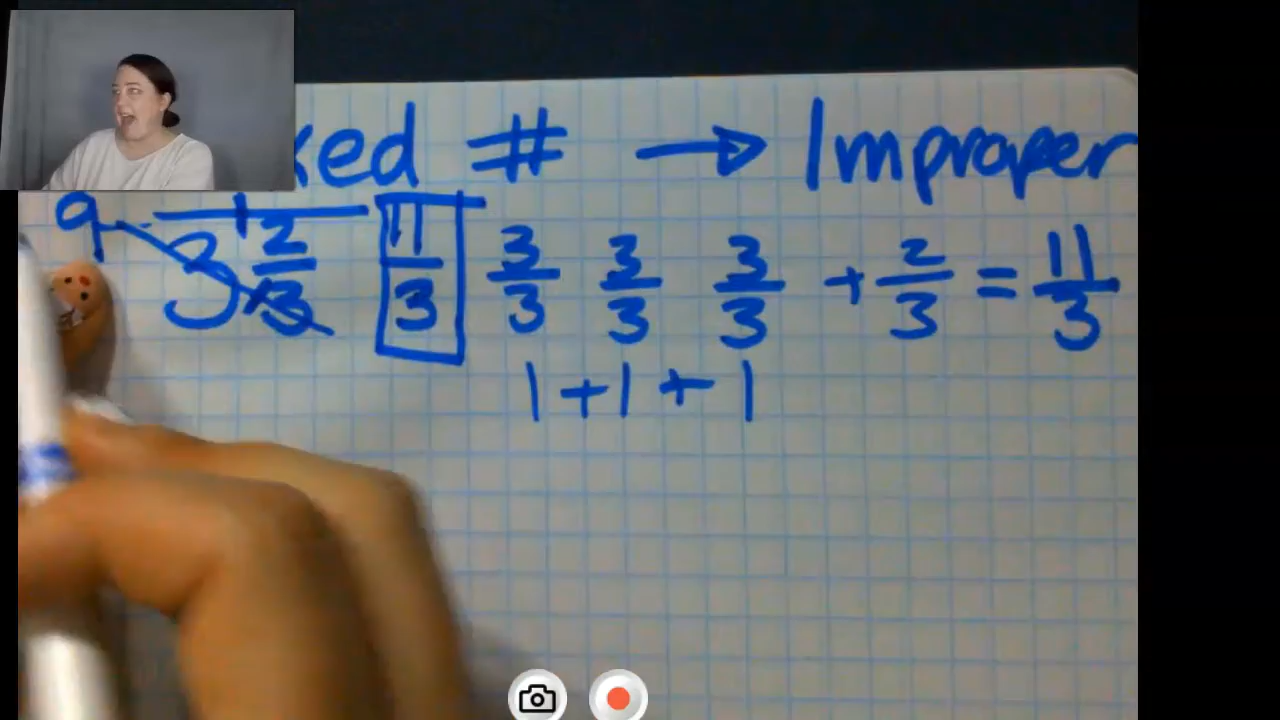 xed # → Improper
9 3 2/3 11/3 3/3 3/3 3/3 + 2/3 = 11/3
1 + 1 + 1